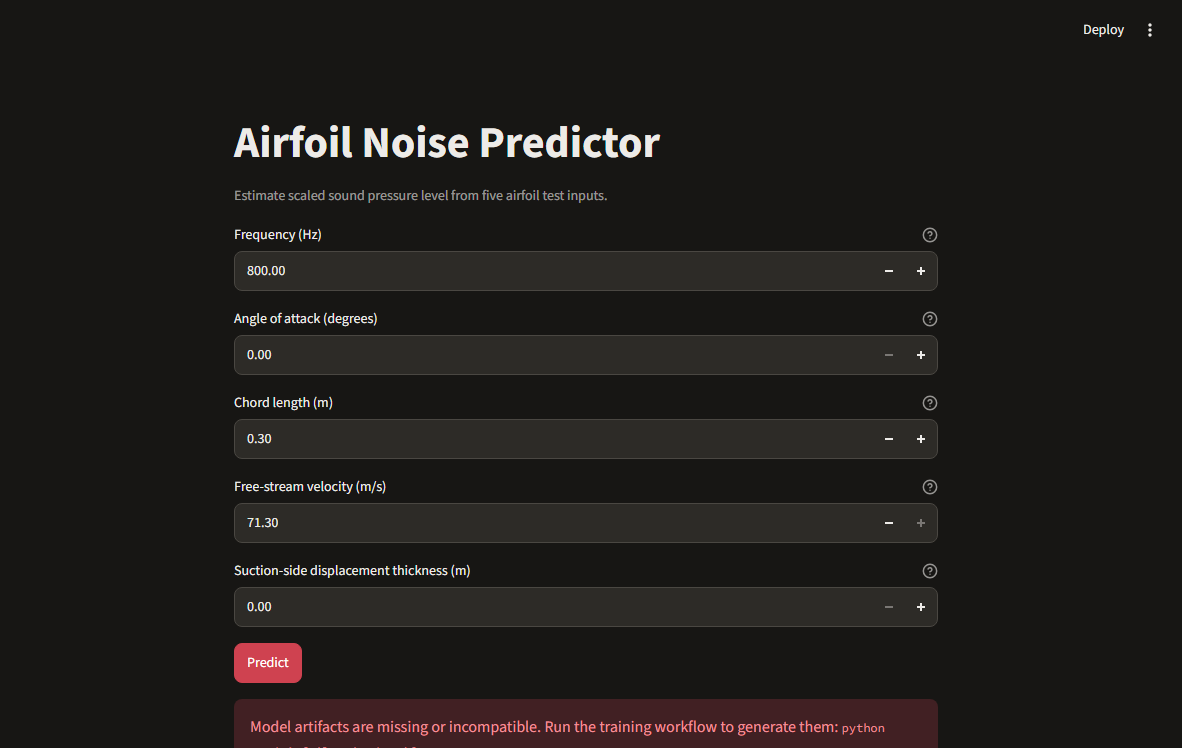 Deploy
Airfoil Noise Predictor
Estimate scaled sound pressure level from five airfoil test inputs.
Frequency (Hz)
800.00
Angle of attack (degrees)
0.00
Chord length (m)
0.30
Free-stream velocity (m/s)
71.30
Suction-side displacement thickness (m)
0.00
Predict
Model artifacts are missing or incompatible. Run the training workflow to generate them: python